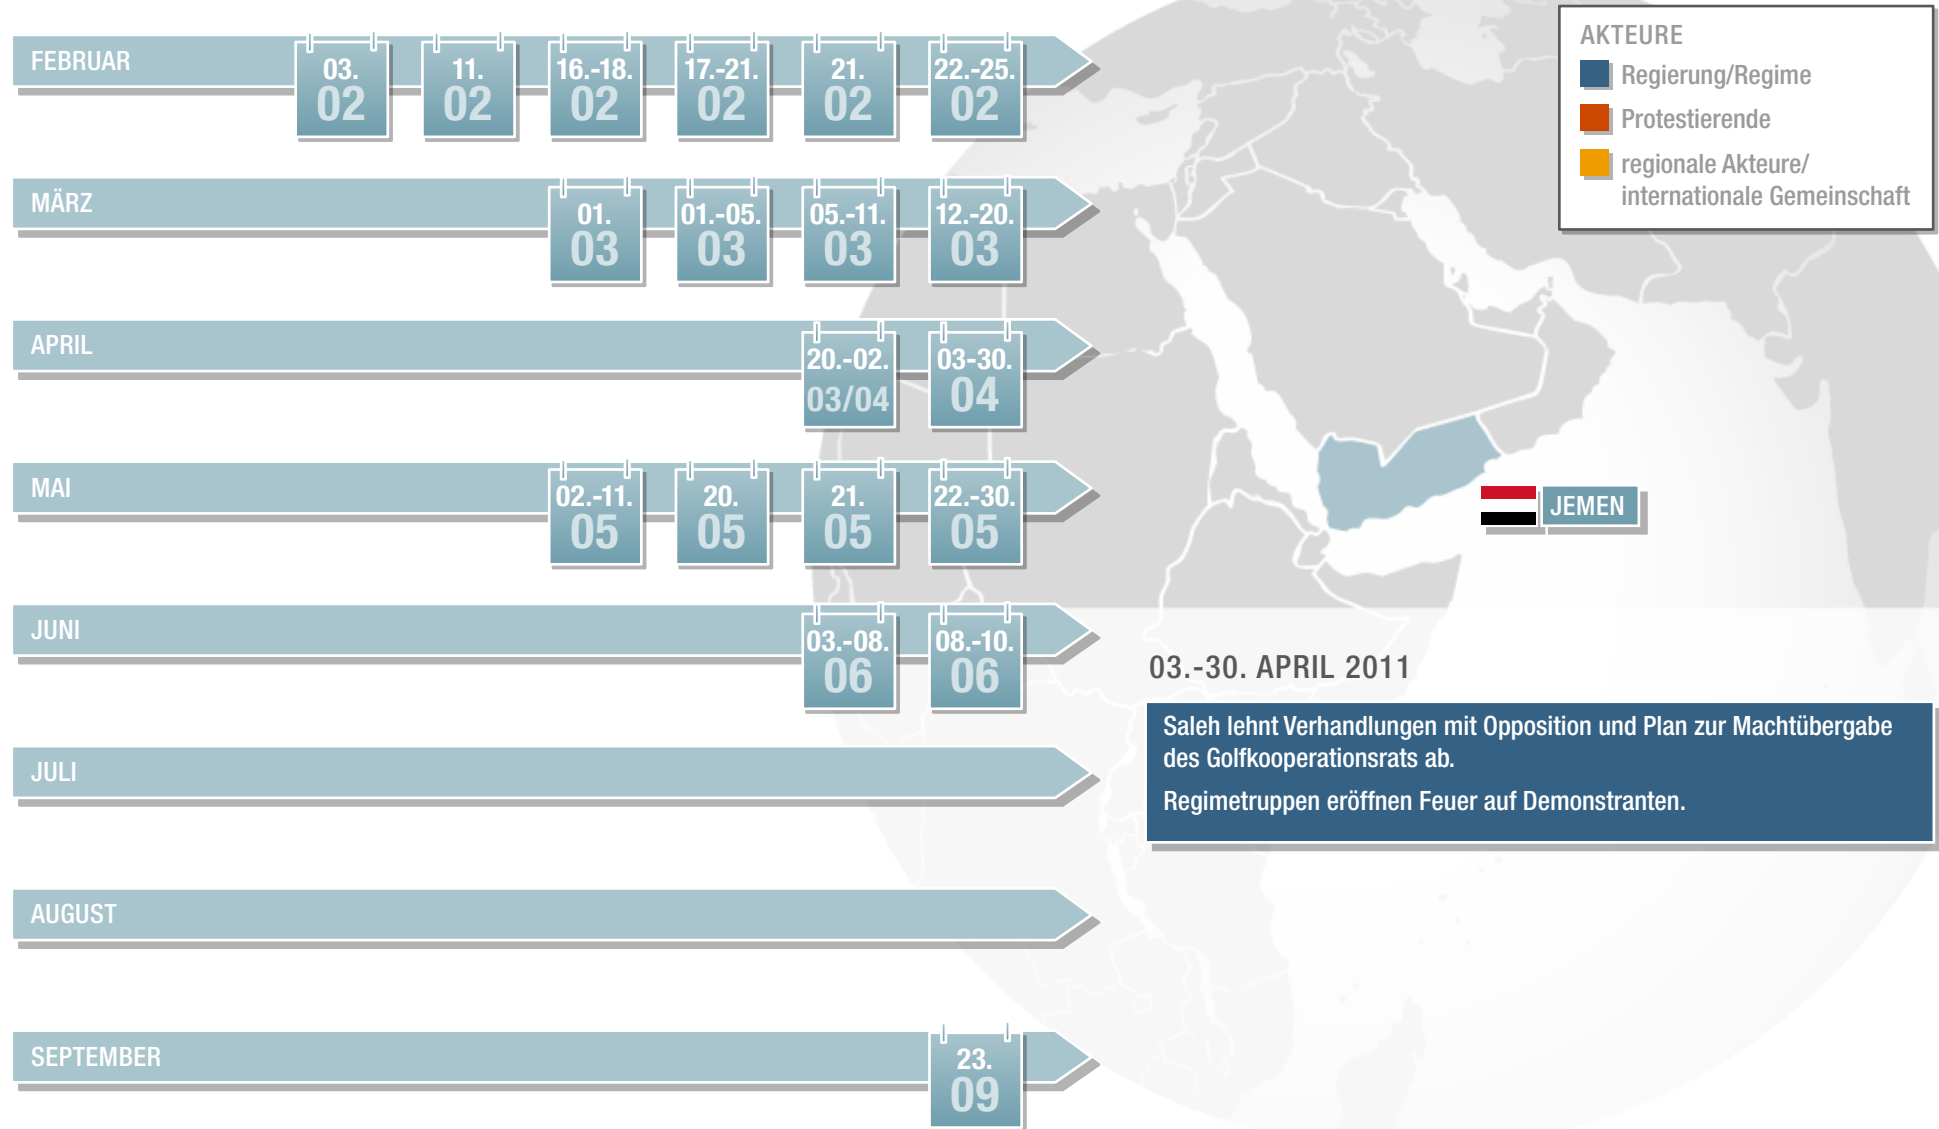 FEBRUAR
03.
02
11.
02
16.-18.
02
17.-21.
02
21.
02
22.-25.
02
MÄRZ
01.
03
01.-05.
03
05.-11.
03
12.-20.
03
APRIL
20.-02.
03/04
03-30.
04
MAI
02.-11.
05
20.
05
21.
05
22.-30.
05
JUNI
03.-08.
06
08.-10.
06
JULI
AUGUST
SEPTEMBER
23.
09
AKTEURE
Regierung/Regime
Protestierende
regionale Akteure/
internationale Gemeinschaft
JEMEN
03.-30. APRIL 2011
Saleh lehnt Verhandlungen mit Opposition und Plan zur Machtübergabe
des Golfkooperationsrats ab.
Regimetruppen eröffnen Feuer auf Demonstranten.